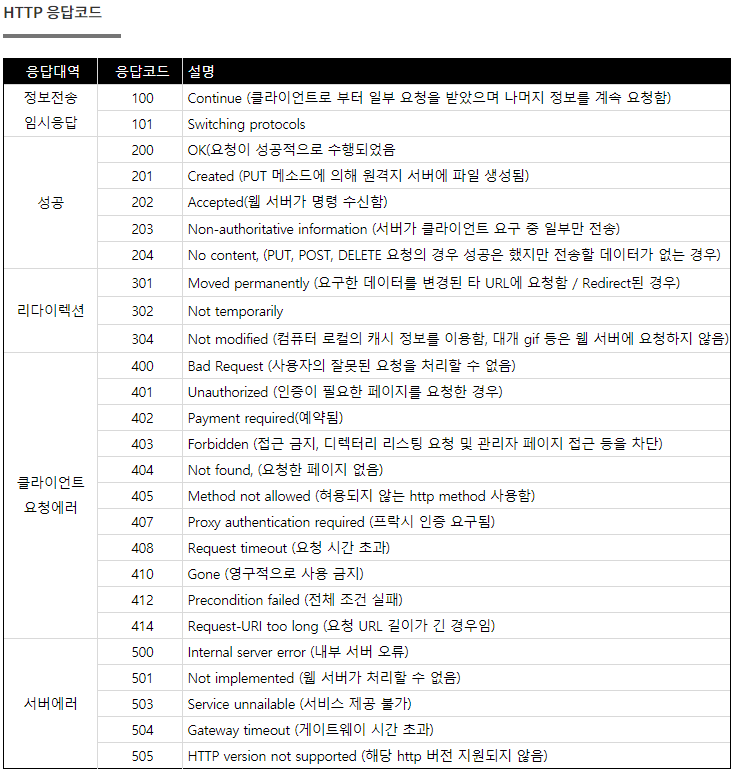 HTTP 응답코드
응답대역 응답코드 설명
정보전송 임시응답
100 Continue (클라이언트로 부터 일부 요청을 받았으며 나머지 정보를 계속 요청함)
101 Switching protocols
성공
200 OK(요청이 성공적으로 수행되었음
201 Created (PUT 메소드에 의해 원격지 서버에 파일 생성됨)
202 Accepted(웹 서버가 명령 수신함)
203 Non-authoritative information (서버가 클라이언트 요구 중 일부만 전송)
204 No content, (PUT, POST, DELETE 요청의 경우 성공은 했지만 전송할 데이터가 없는 경우)
리다이렉션
301 Moved permanently (요구한 데이터를 변경된 타 URL에 요청함 / Redirect된 경우)
302 Not temporarily
304 Not modified (컴퓨터 로컬의 캐시 정보를 이용함, 대개 gif 등은 웹 서버에 요청하지 않음)
클라이언트 요청에러
400 Bad Request (사용자의 잘못된 요청을 처리할 수 없음)
401 Unauthorized (인증이 필요한 페이지를 요청한 경우)
402 Payment required(예약됨)
403 Forbidden (접근 금지, 디렉터리 리스팅 요청 및 관리자 페이지 접근 등을 차단)
404 Not found, (요청한 페이지 없음)
405 Method not allowed (혀용되지 않는 http method 사용함)
407 Proxy authentication required (프락시 인증 요구됨)
408 Request timeout (요청 시간 초과)
410 Gone (영구적으로 사용 금지)
412 Precondition failed (전체 조건 실패)
414 Request-URI too long (요청 URL 길이가 긴 경우임)
서버에러
500 Internal server error (내부 서버 오류)
501 Not implemented (웹 서버가 처리할 수 없음)
503 Service unnailable (서비스 제공 불가)
504 Gateway timeout (게이트웨이 시간 초과)
505 HTTP version not supported (해당 http 버전 지원되지 않음)